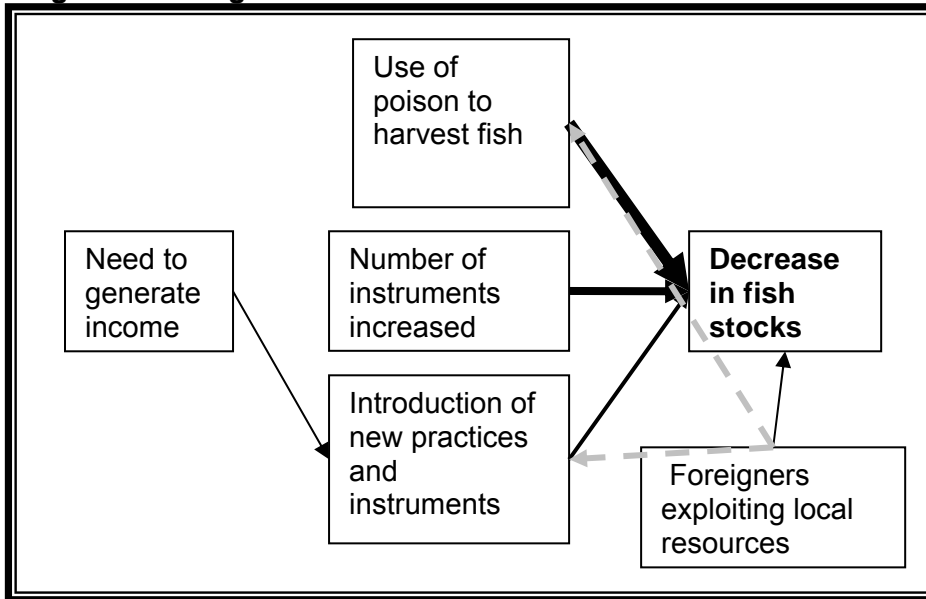 Use of
poison to
harvest fish
Need to
generate
income
Number of
instruments
increased
Decrease
in fish
stocks
Introduction of
new practices
and
instruments
Foreigners
exploiting local
resources